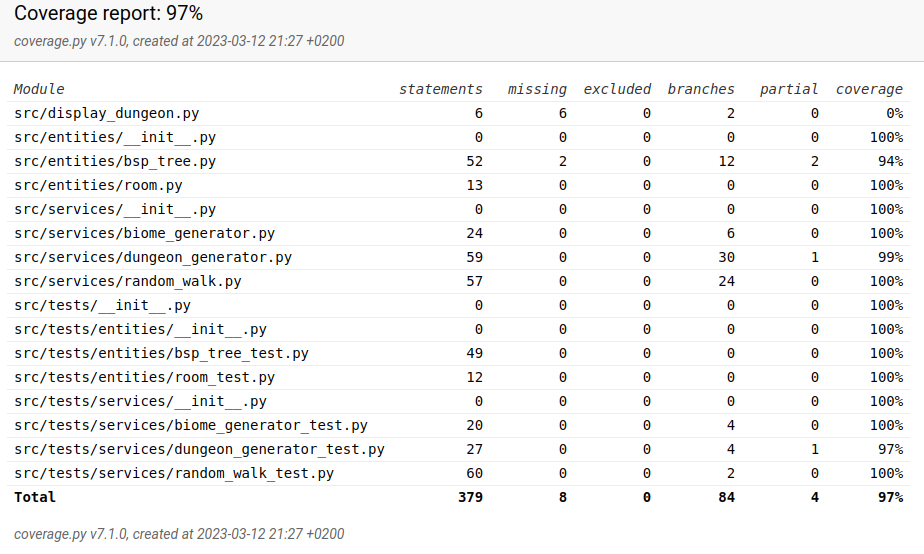 Coverage report: 97%
coverage.py v7.1.0, created at 2023-03-12 21:27 +0200
Module statements missing excluded branches partial coverage
src/display_dungeon.py 6 6 0 2 0 0%
src/entities/__init__.py 0 0 0 0 0 100%
src/entities/bsp_tree.py 52 2 0 12 2 94%
src/entities/room.py 13 0 0 0 0 100%
src/services/__init__.py 0 0 0 0 0 100%
src/services/biome_generator.py 24 0 0 6 0 100%
src/services/dungeon_generator.py 59 0 0 30 1 99%
src/services/random_walk.py 57 0 0 24 0 100%
src/tests/__init__.py 0 0 0 0 0 100%
src/tests/entities/__init__.py 0 0 0 0 0 100%
src/tests/entities/bsp_tree_test.py 49 0 0 0 0 100%
src/tests/entities/room_test.py 12 0 0 0 0 100%
src/tests/services/__init__.py 0 0 0 0 0 100%
src/tests/services/biome_generator_test.py 20 0 0 4 0 100%
src/tests/services/dungeon_generator_test.py 27 0 0 4 1 97%
src/tests/services/random_walk_test.py 60 0 0 2 0 100%
Total 379 8 0 84 4 97%
coverage.py v7.1.0, created at 2023-03-12 21:27 +0200